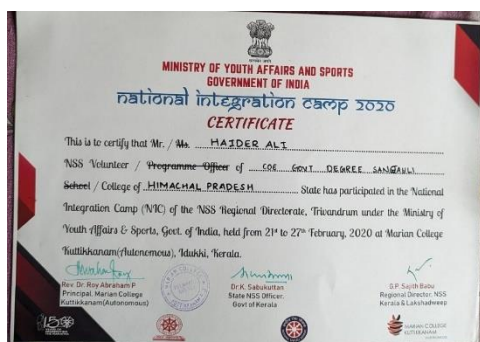 MINISTRY OF YOUTH AFFAIRS AND SPORTS
GOVERNMENT OF INDIA
national integration camp 2020
CERTIFICATE
This is to certify that Mr. / Ms. HAIDER ALI
NSS Volunteer / Programme Officer of COE GOVT DEGREE SANJAULI
School / College of HIMACHAL PRADESH State has participated in the National
Integration Camp (NIC) of the NSS Regional Directorate, Trivandrum under the Ministry of
Youth Affairs & Sports, Govt. of India, held from 21st to 27th February, 2020 at Marian College
Kuttikkanam(Autonomous), Idukki, Kerala.
Rev. Dr. Roy Abraham P
Principal, Marian College
Kuttikkanam(Autonomous)
Dr.K. Sabukuttan
State NSS Officer,
Govt of Kerala
G.P. Sajith Babu
Regional Director, NSS
Kerala & Lakshadweep
MARIAN COLLEGE
KUTTIKKANAM